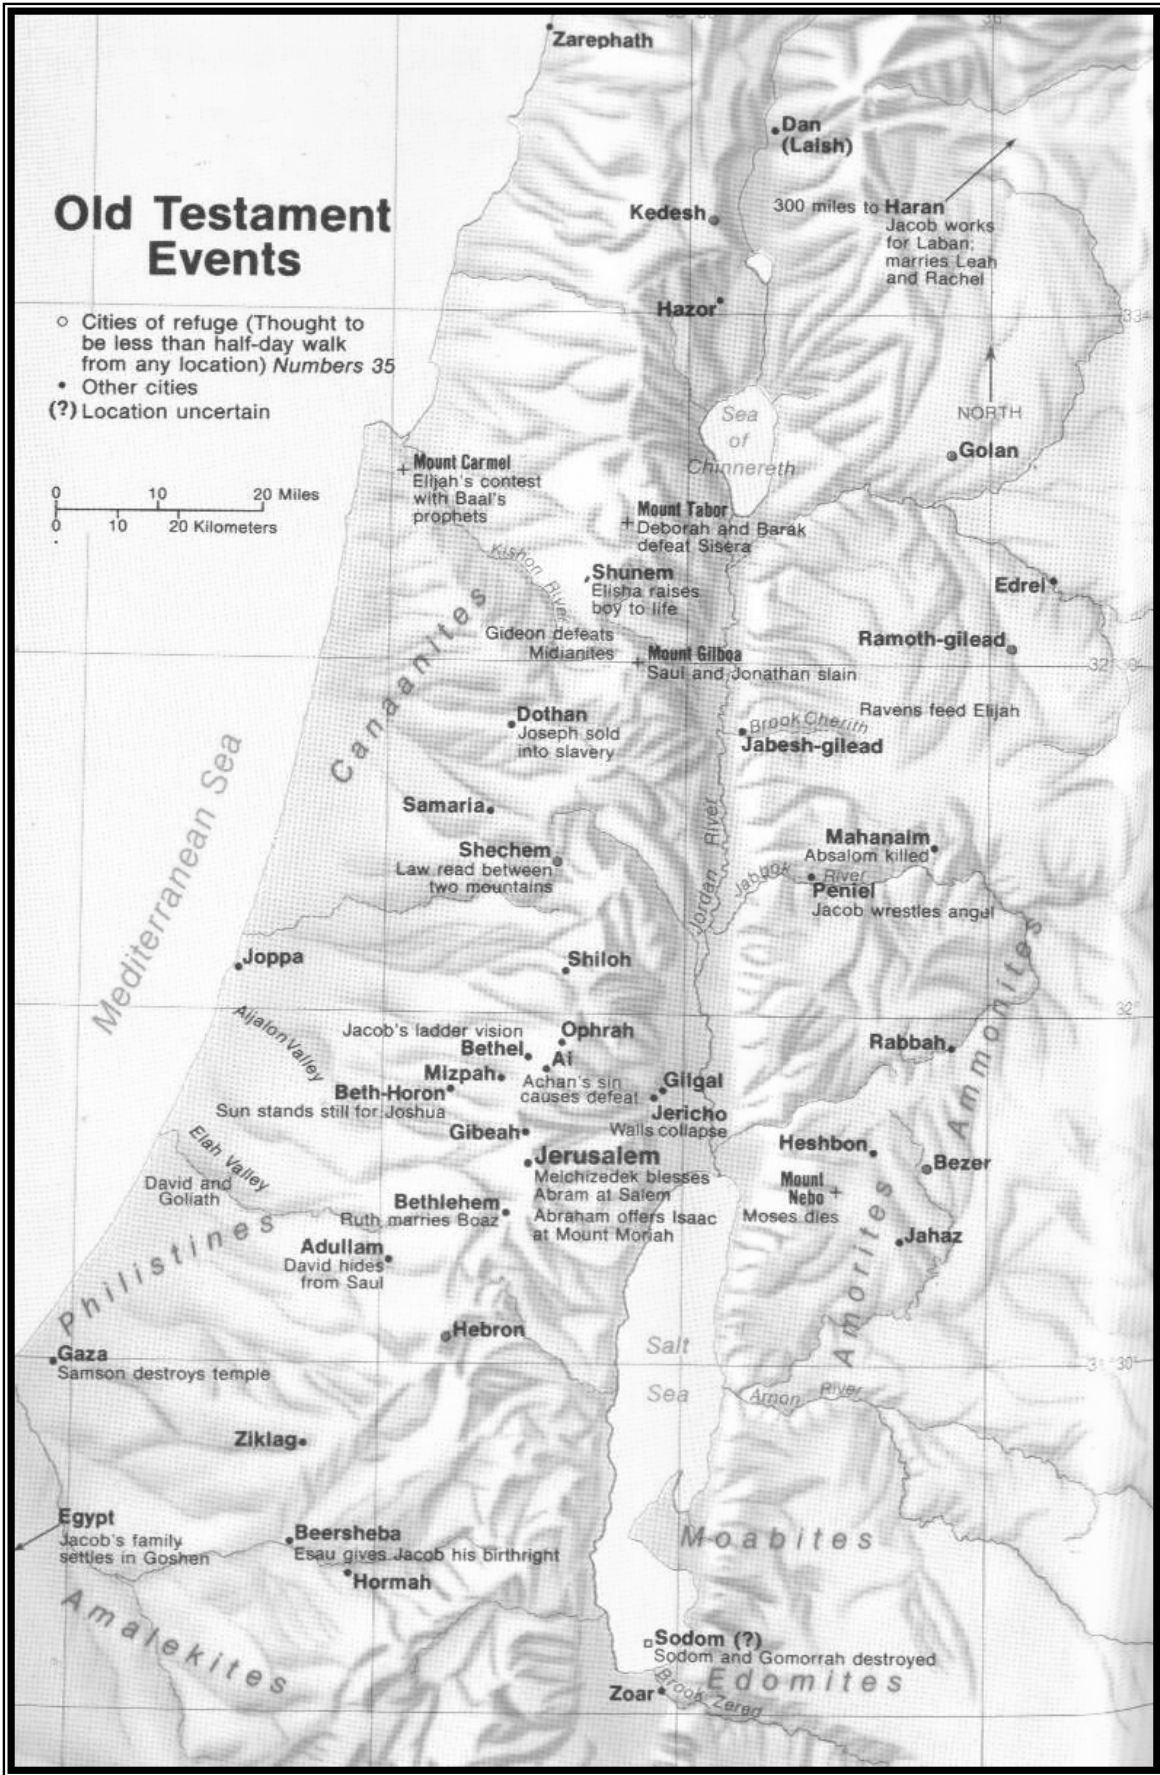 Zarephath
Dan
(Laish)
Old Testament
Events
Kedesh
300 miles to Haran
Jacob works
for Laban;
marries Leah
and Rachel
Hazor
Cities of refuge (Thought to
be less than half-day walk
from any location) Numbers 35
Other cities
(?) Location uncertain
NORTH
Sea
of
Chinnereth
Golan
Mount Carmel
Elijah's contest
with Baal's
prophets
0 10 20 Miles
0 10 20 Kilometers
Mount Tabor
Deborah and Barak
defeat Sisera
Kishon River
Shunem
Elisha raises
boy to life
Edrei
Canaanites
Gideon defeats
Midianites
Ramoth-gilead
Mount Gilboa
Saul and Jonathan slain
32°30'
Dothan
Joseph sold
into slavery
Ravens feed Elijah
Brook Cherith
Jabesh-gilead
Mediterranean Sea
Samaria
Jordan River
Mahanaim
Absalom killed
Shechem
Law read between
two mountains
Jabbok River
Peniel
Jacob wrestles angel
Joppa
Shiloh
Ammonites
32°
Aijalon Valley
Jacob's ladder vision
Ophrah
Bethel
Ai
Rabbah
Mizpah
Achan's sin
causes defeat
Gilgal
Beth-Horon
Sun stands still for Joshua
Jericho
Walls collapse
Gibeah
Heshbon
Elah Valley
Jerusalem
Melchizedek blesses
Abram at Salem
Abraham offers Isaac
at Mount Moriah
Bezer
David and
Goliath
Mount
Nebo
Moses dies
Bethlehem
Ruth marries Boaz
Philistines
Amorites
Jahaz
Adullam
David hides
from Saul
Hebron
Salt
Sea
Gaza
Samson destroys temple
31°30'
Arnon River
Ziklag
Egypt
Jacob's family
settles in Goshen
Beersheba
Esau gives Jacob his birthright
Moabites
Hormah
Amalekites
Sodom (?)
Sodom and Gomorrah destroyed
Edomites
Zoar
Brook Zered